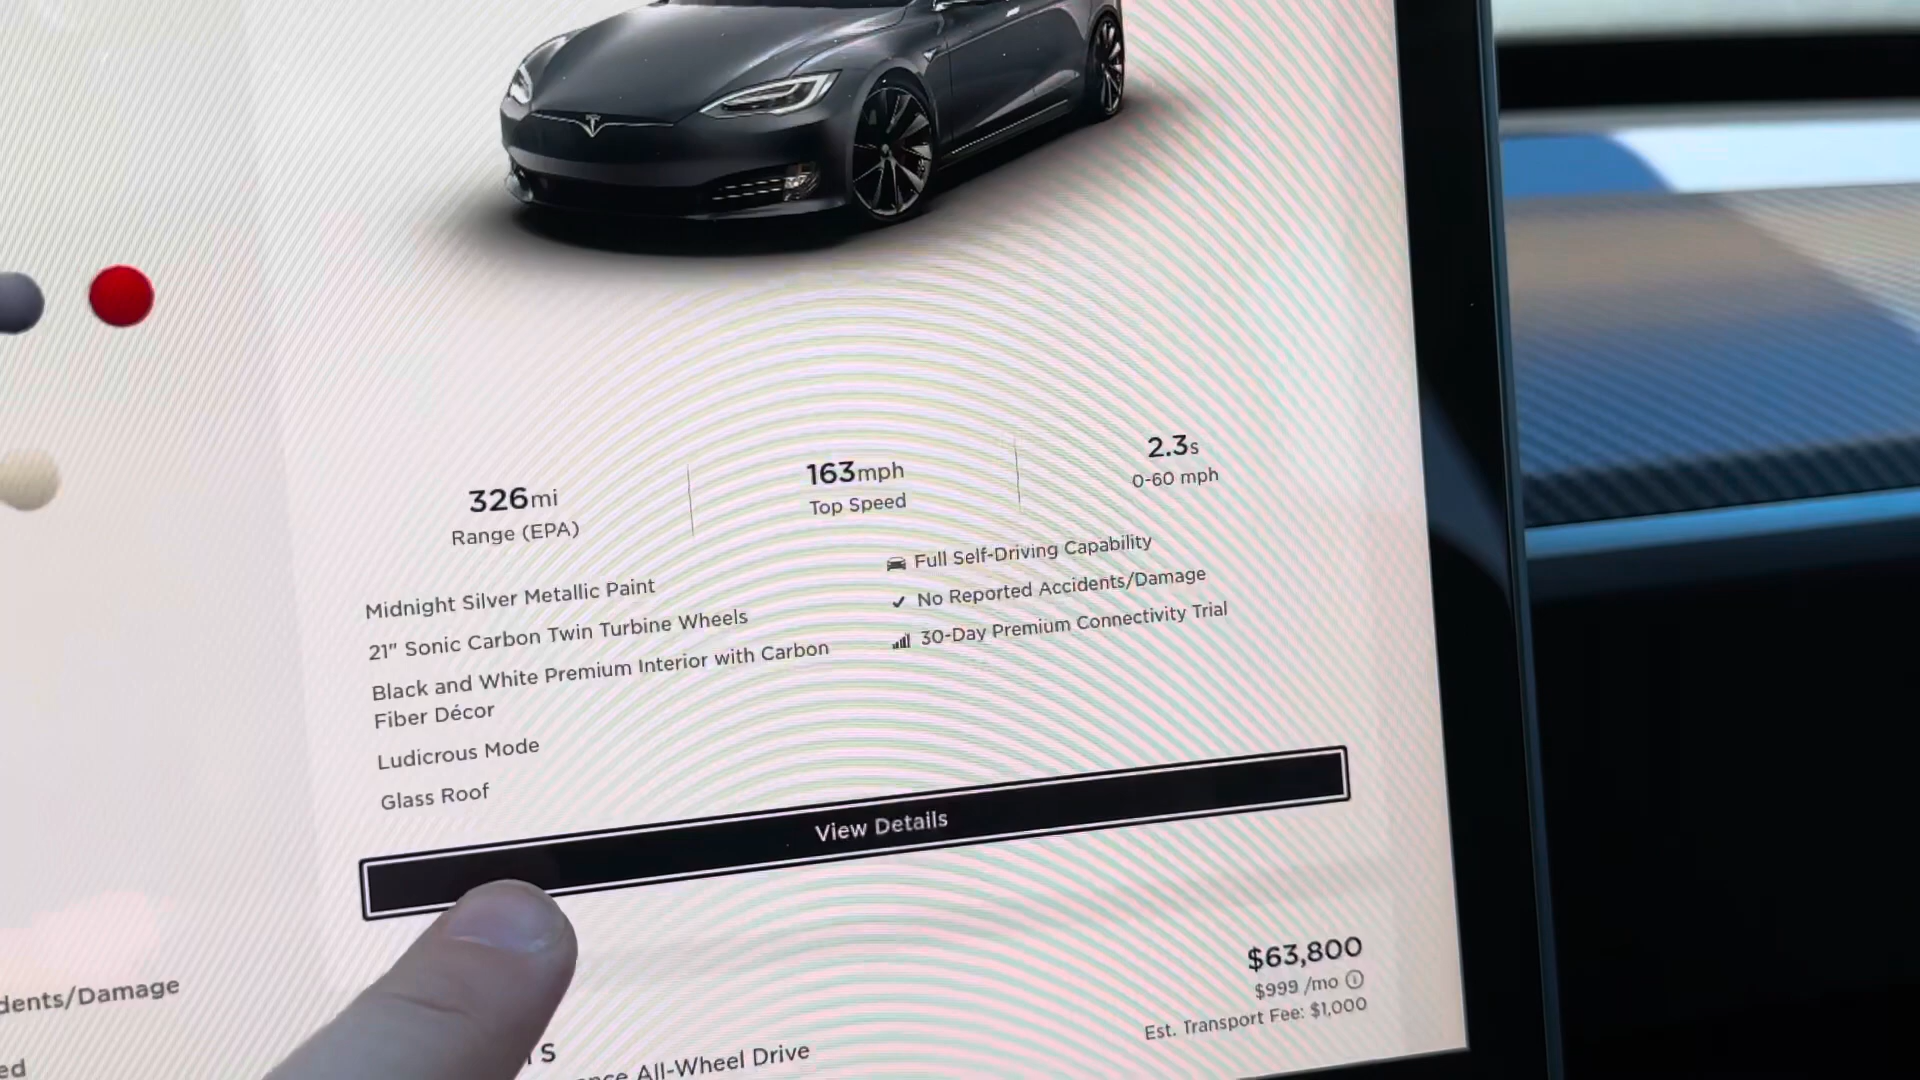 326mi
Range (EPA)
163mph
Top Speed
2.3s
0-60 mph
Midnight Silver Metallic Paint
21" Sonic Carbon Twin Turbine Wheels
Black and White Premium Interior with Carbon
Fiber Décor
Ludicrous Mode
Glass Roof
Full Self-Driving Capability
No Reported Accidents/Damage
30-Day Premium Connectivity Trial
View Details
dents/Damage
ed
$63,800
$999 /mo
Est. Transport Fee: $1,000
S
All-Wheel Drive